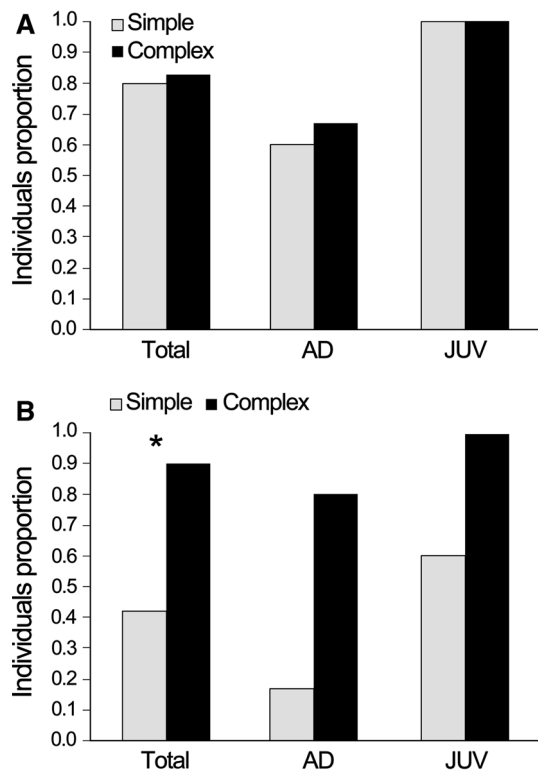 A
Simple
Complex
Individuals proportion
1.0
0.9
0.8
0.7
0.6
0.5
0.4
0.3
0.2
0.1
0.0
Total AD JUV
B
Simple Complex
Individuals proportion
1.0
0.9
0.8
0.7
0.6
0.5
0.4
0.3
0.2
0.1
0.0
*
Total AD JUV